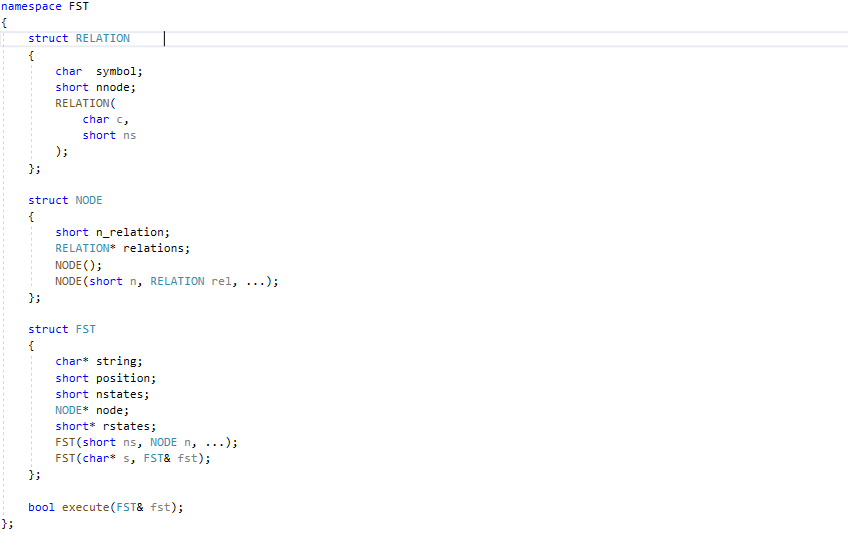 namespace FST
{
    struct RELATION
    {
        char  symbol;
        short nnode;
        RELATION(
            char c,
            short ns
        );
    };

    struct NODE
    {
        short n_relation;
        RELATION* relations;
        NODE();
        NODE(short n, RELATION rel, ...);
    };

    struct FST
    {
        char* string;
        short position;
        short nstates;
        NODE* node;
        short* rstates;
        FST(short ns, NODE n, ...);
        FST(char* s, FST& fst);
    };

    bool execute(FST& fst);
};